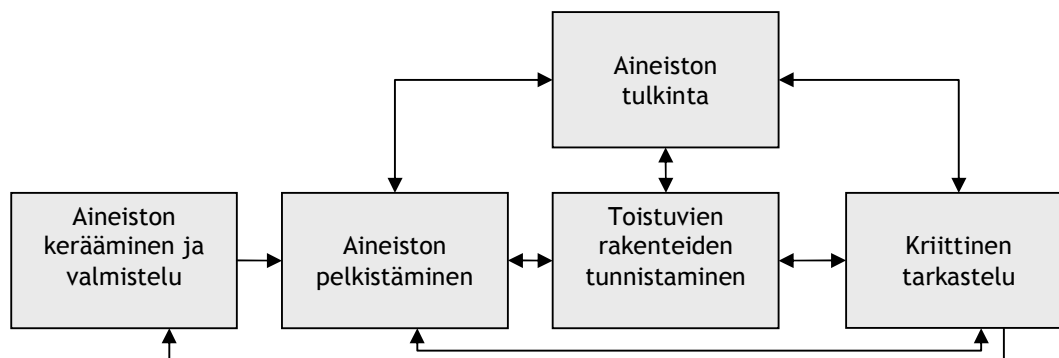 Aineiston
tulkinta
Aineiston
kerääminen ja
valmistelu
Aineiston
pelkistäminen
Toistuvien
rakenteiden
tunnistaminen
Kriittinen
tarkastelu